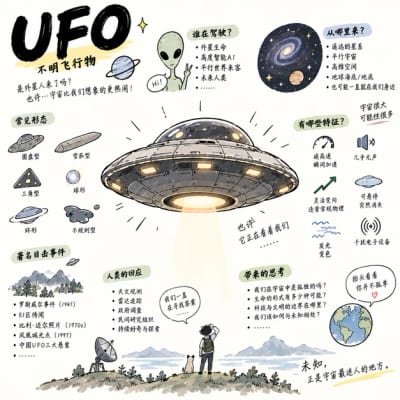 UFO
不明飞行物
是外星人来了吗?
也许…宇宙比我们想象的更热闹!
谁在驾驶?
• 外星生命
• 高度智能AI
• 平行世界来客
• 未来人类
……
Hi!
从哪里来?
• 遥远的星系
• 平行宇宙
• 高维空间
• 地球海底/地底
• 也可能一直就在我们身边
宇宙很大
可能性很多
常见形态
圆盘型
雪茄型
三角型
球形
环形
不规则型
有哪些特征?
超高速
瞬间加速
几乎无声
灵活变向
违背常规物理
可悬停
突然消失
发光
变色
干扰电子设备
也许
它正在看着我们
……
著名目击事件
• 罗斯威尔事件 (1947)
• 51区传闻
• 比利·迈尔照片 (1970s)
• 凤凰城光点 (1997)
• 中国UFO三大悬案
……
人类的回应
• 天文观测
• 雷达追踪
• 政府调查
• 民间研究组织
• 持续好奇与探索
我们一直
在寻找答案
……
带来的思考
• 我们在宇宙中是孤独的吗?
• 生命的形式有多少种可能?
• 科技与文明的边界在哪里?
• 我们该如何与未知相处?
……
抬头看看
你并不孤单
未知,
正是宇宙最迷人的地方。